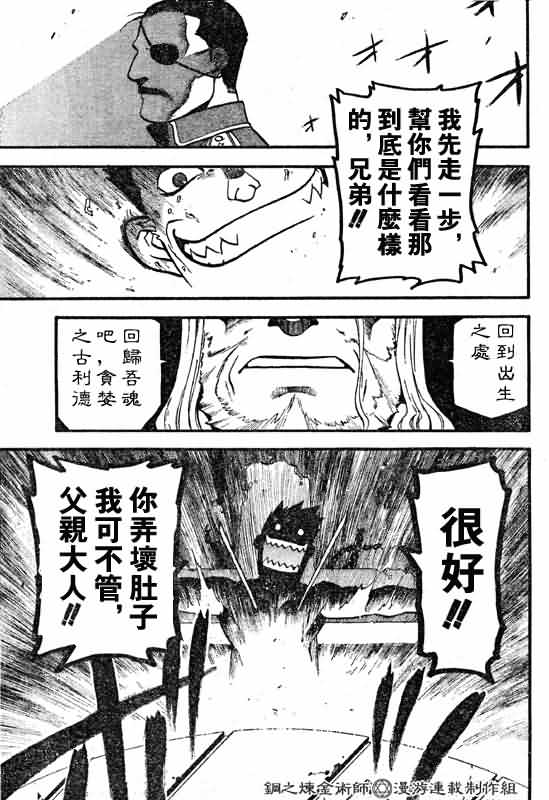 我先走一步，
幫你們看看那
到底是什麼樣
的，兄弟!!
回到出生
之處
回歸吾魂
吧，貪婪
之古利德
很好!!
你弄壞肚子
我可不管，
父親大人!!
鋼之煉金術師 漫游連載制作組